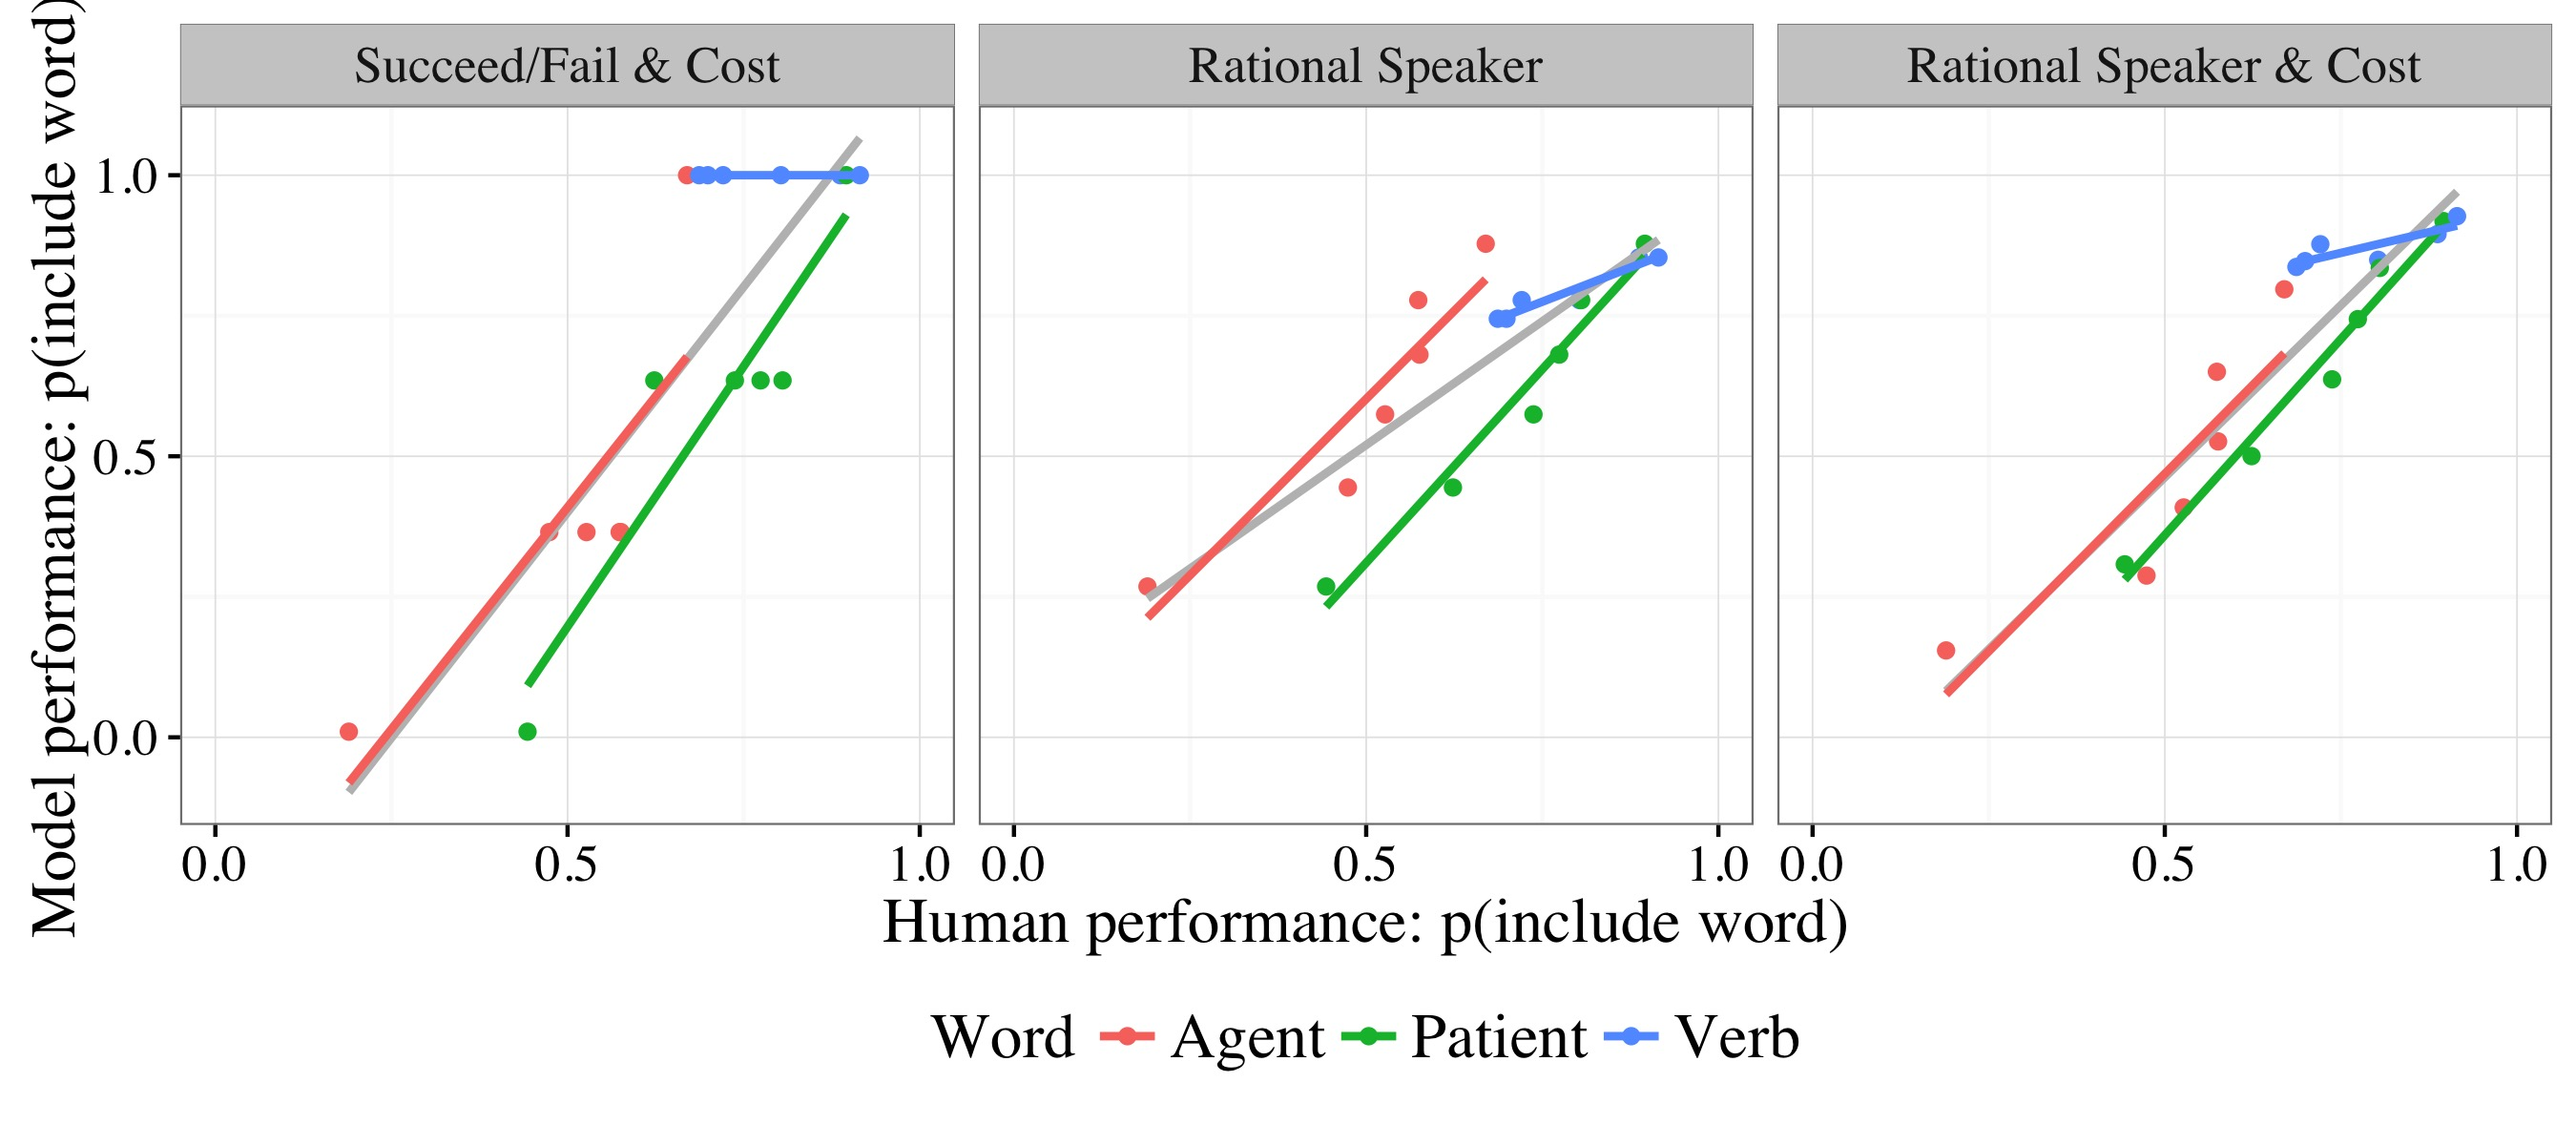 Succeed/Fail & Cost
Rational Speaker
Rational Speaker & Cost
Model performance: p(include word)
1.0
0.5
0.0
0.0 0.5 1.0
0.0 0.5 1.0
0.0 0.5 1.0
Human performance: p(include word)
Word Agent Patient Verb